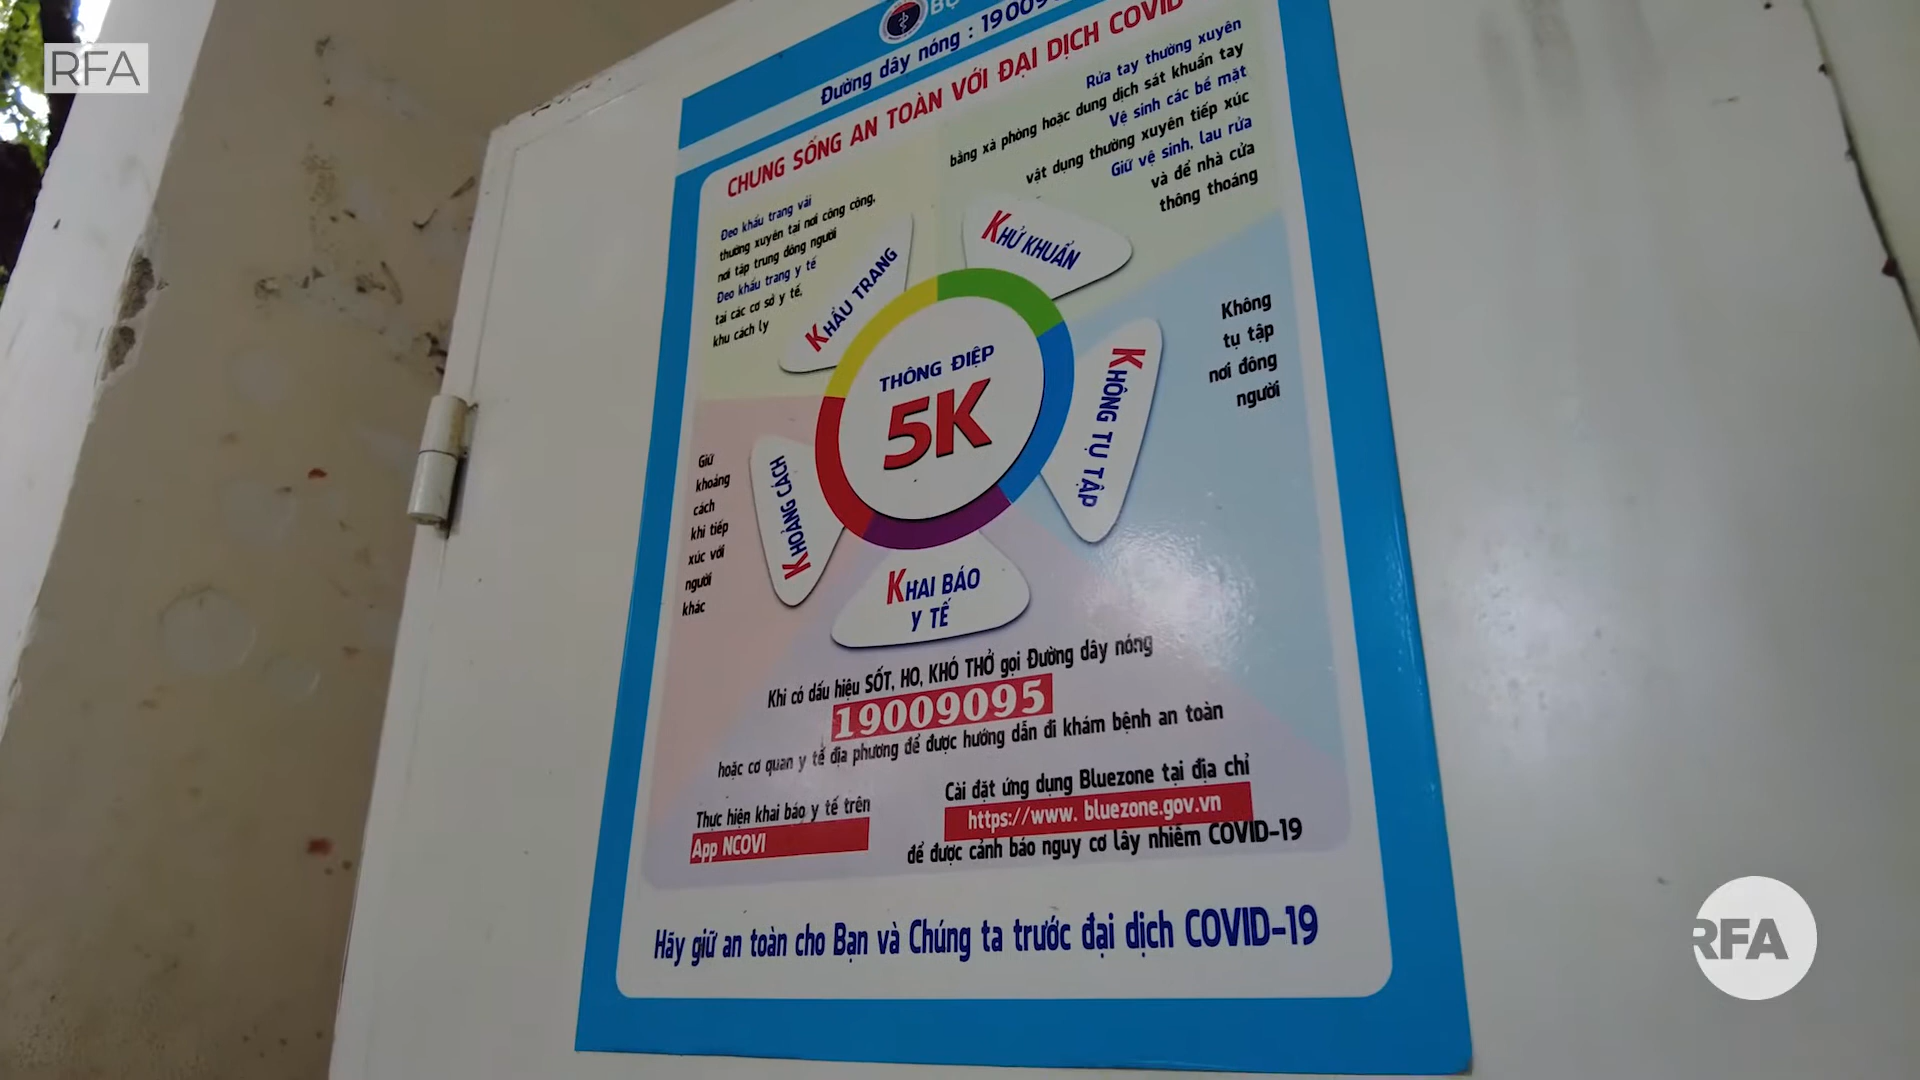 RFA
Đường dây nóng : 19009
CHUNG SỐNG AN TOÀN VỚI ĐẠI DỊCH COVID
Đeo khẩu trang vải
thường xuyên tại nơi công cộng,
nơi tập trung đông người
Đeo khẩu trang y tế
tại các cơ sở y tế,
khu cách ly
Rửa tay thường xuyên
bằng xà phòng hoặc dung dịch sát khuẩn tay
Vệ sinh các bề mặt
vật dụng thường xuyên tiếp xúc
Giữ vệ sinh, lau rửa
và để nhà cửa
thông thoáng
KHẨU TRANG
KHỬ KHUẨN
THÔNG ĐIỆP
5K
KHÔNG TỤ TẬP
Không
tụ tập
nơi đông
người
KHOẢNG CÁCH
Giữ
khoảng
cách
khi tiếp
xúc với
người
khác
KHAI BÁO
Y TẾ
Khi có dấu hiệu SỐT, HO, KHÓ THỞ gọi Đường dây nóng
19009095
hoặc cơ quan y tế địa phương để được hướng dẫn đi khám bệnh an toàn
Thực hiện khai báo y tế trên
App NCOVI
Cài đặt ứng dụng Bluezone tại địa chỉ
https://www. bluezone.gov.vn
để được cảnh báo nguy cơ lây nhiễm COVID-19
Hãy giữ an toàn cho Bạn và Chúng ta trước đại dịch COVID-19
RFA